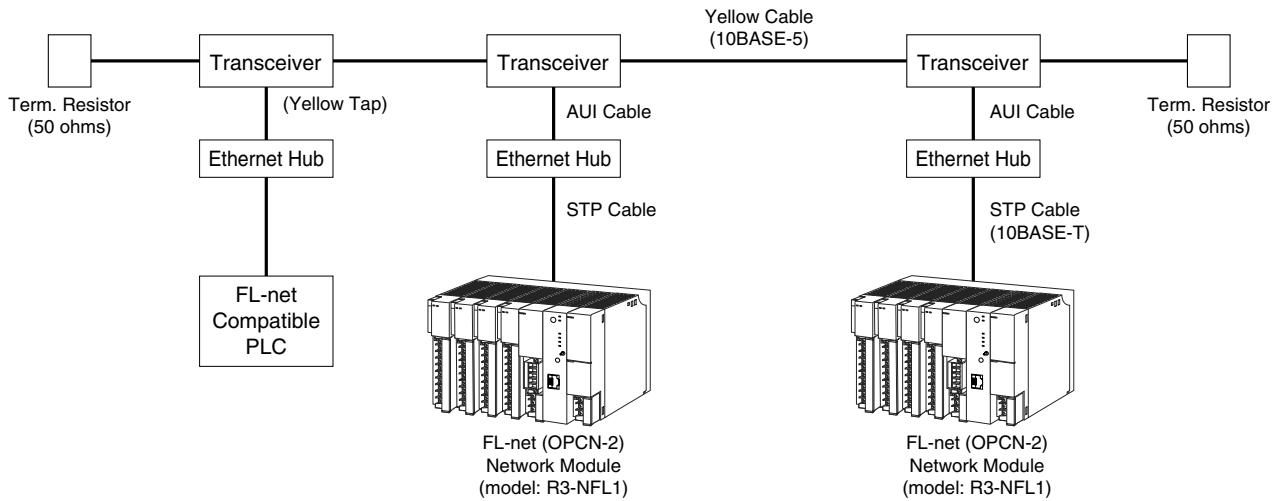 Yellow Cable
(10BASE-5)
Transceiver
Transceiver
Transceiver
Term. Resistor
(50 ohms)
(Yellow Tap)
AUI Cable
AUI Cable
Term. Resistor
(50 ohms)
Ethernet Hub
Ethernet Hub
Ethernet Hub
STP Cable
STP Cable
(10BASE-T)
FL-net
Compatible
PLC
FL-net (OPCN-2)
Network Module
(model: R3-NFL1)
FL-net (OPCN-2)
Network Module
(model: R3-NFL1)